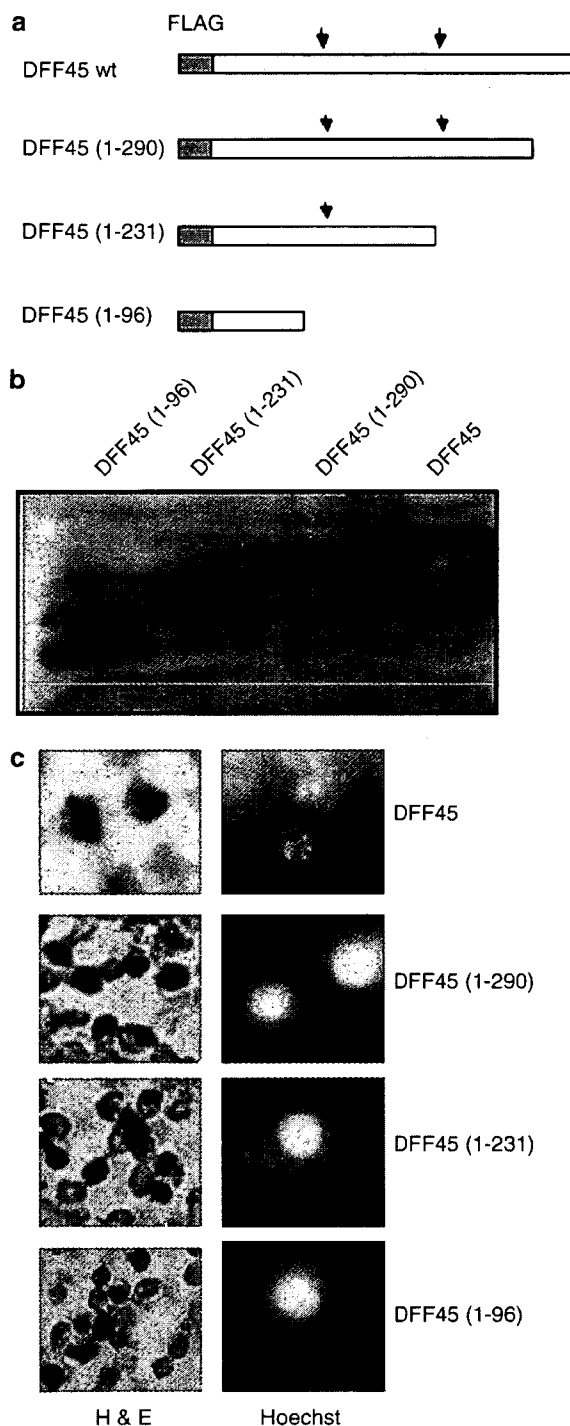 a
FLAG
DFF45 wt
DFF45 (1-290)
DFF45 (1-231)
DFF45 (1-96)
b
DFF45 (1-96)
DFF45 (1-231)
DFF45 (1-290)
DFF45
c
DFF45
DFF45 (1-290)
DFF45 (1-231)
DFF45 (1-96)
H & E
Hoechst